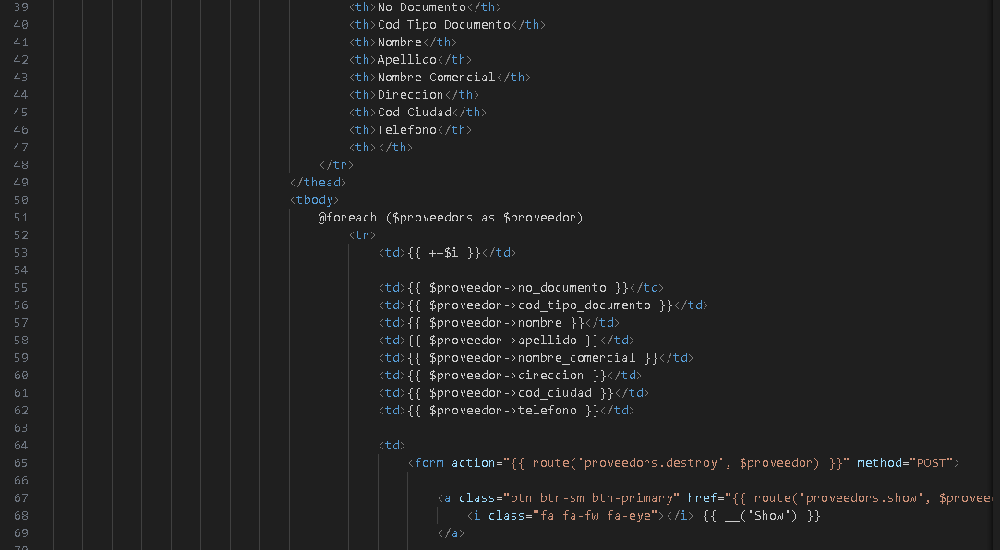 39 <th>No Documento</th>
40 <th>Cod Tipo Documento</th>
41 <th>Nombre</th>
42 <th>Apellido</th>
43 <th>Nombre Comercial</th>
44 <th>Direccion</th>
45 <th>Cod Ciudad</th>
46 <th>Telefono</th>
47 <th></th>
48 </tr>
49 </thead>
50 <tbody>
51 @foreach ($proveedors as $proveedor)
52 <tr>
53 <td>{{ ++$i }}</td>
54
55 <td>{{ $proveedor->no_documento }}</td>
56 <td>{{ $proveedor->cod_tipo_documento }}</td>
57 <td>{{ $proveedor->nombre }}</td>
58 <td>{{ $proveedor->apellido }}</td>
59 <td>{{ $proveedor->nombre_comercial }}</td>
60 <td>{{ $proveedor->direccion }}</td>
61 <td>{{ $proveedor->cod_ciudad }}</td>
62 <td>{{ $proveedor->telefono }}</td>
63
64 <td>
65 <form action="{{ route('proveedors.destroy', $proveedor) }}" method="POST">
66
67 <a class="btn btn-sm btn-primary" href="{{ route('proveedors.show', $provee
68 <i class="fa fa-fw fa-eye"></i> {{ __('Show') }}
69 </a>
70